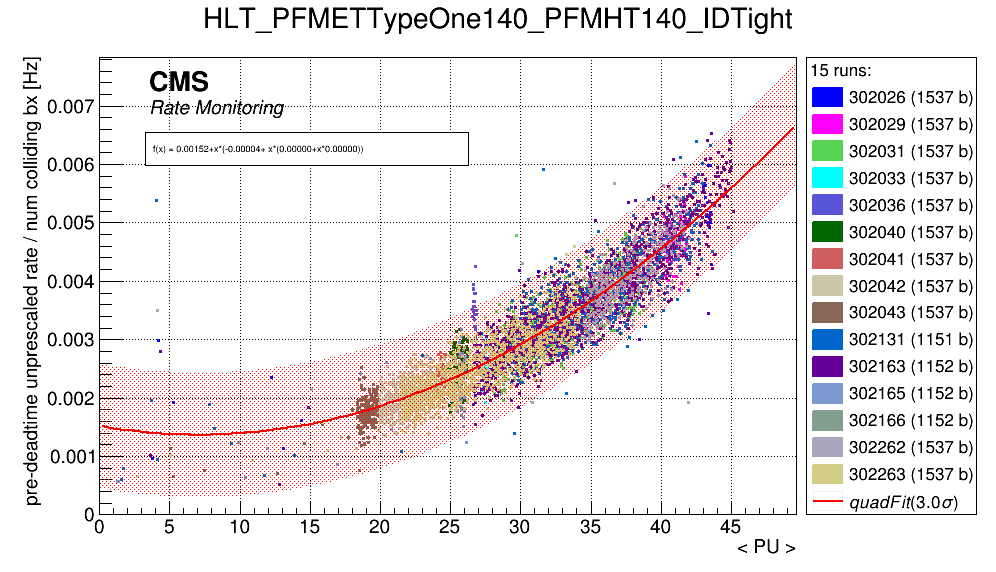 HLT_PFMETTypeOne140_PFMHT140_IDTight
pre-deadtime unprescaled rate / num colliding bx [Hz]
CMS
Rate Monitoring
f(x) = 0.00152+x*(-0.00004+ x*(0.00000+x*0.00000))
0.007
0.006
0.005
0.004
0.003
0.002
0.001
0
0 5 10 15 20 25 30 35 40 45
< PU >
15 runs:
302026 (1537 b)
302029 (1537 b)
302031 (1537 b)
302033 (1537 b)
302036 (1537 b)
302040 (1537 b)
302041 (1537 b)
302042 (1537 b)
302043 (1537 b)
302131 (1151 b)
302163 (1152 b)
302165 (1152 b)
302166 (1152 b)
302262 (1537 b)
302263 (1537 b)
quadFit(3.0σ)